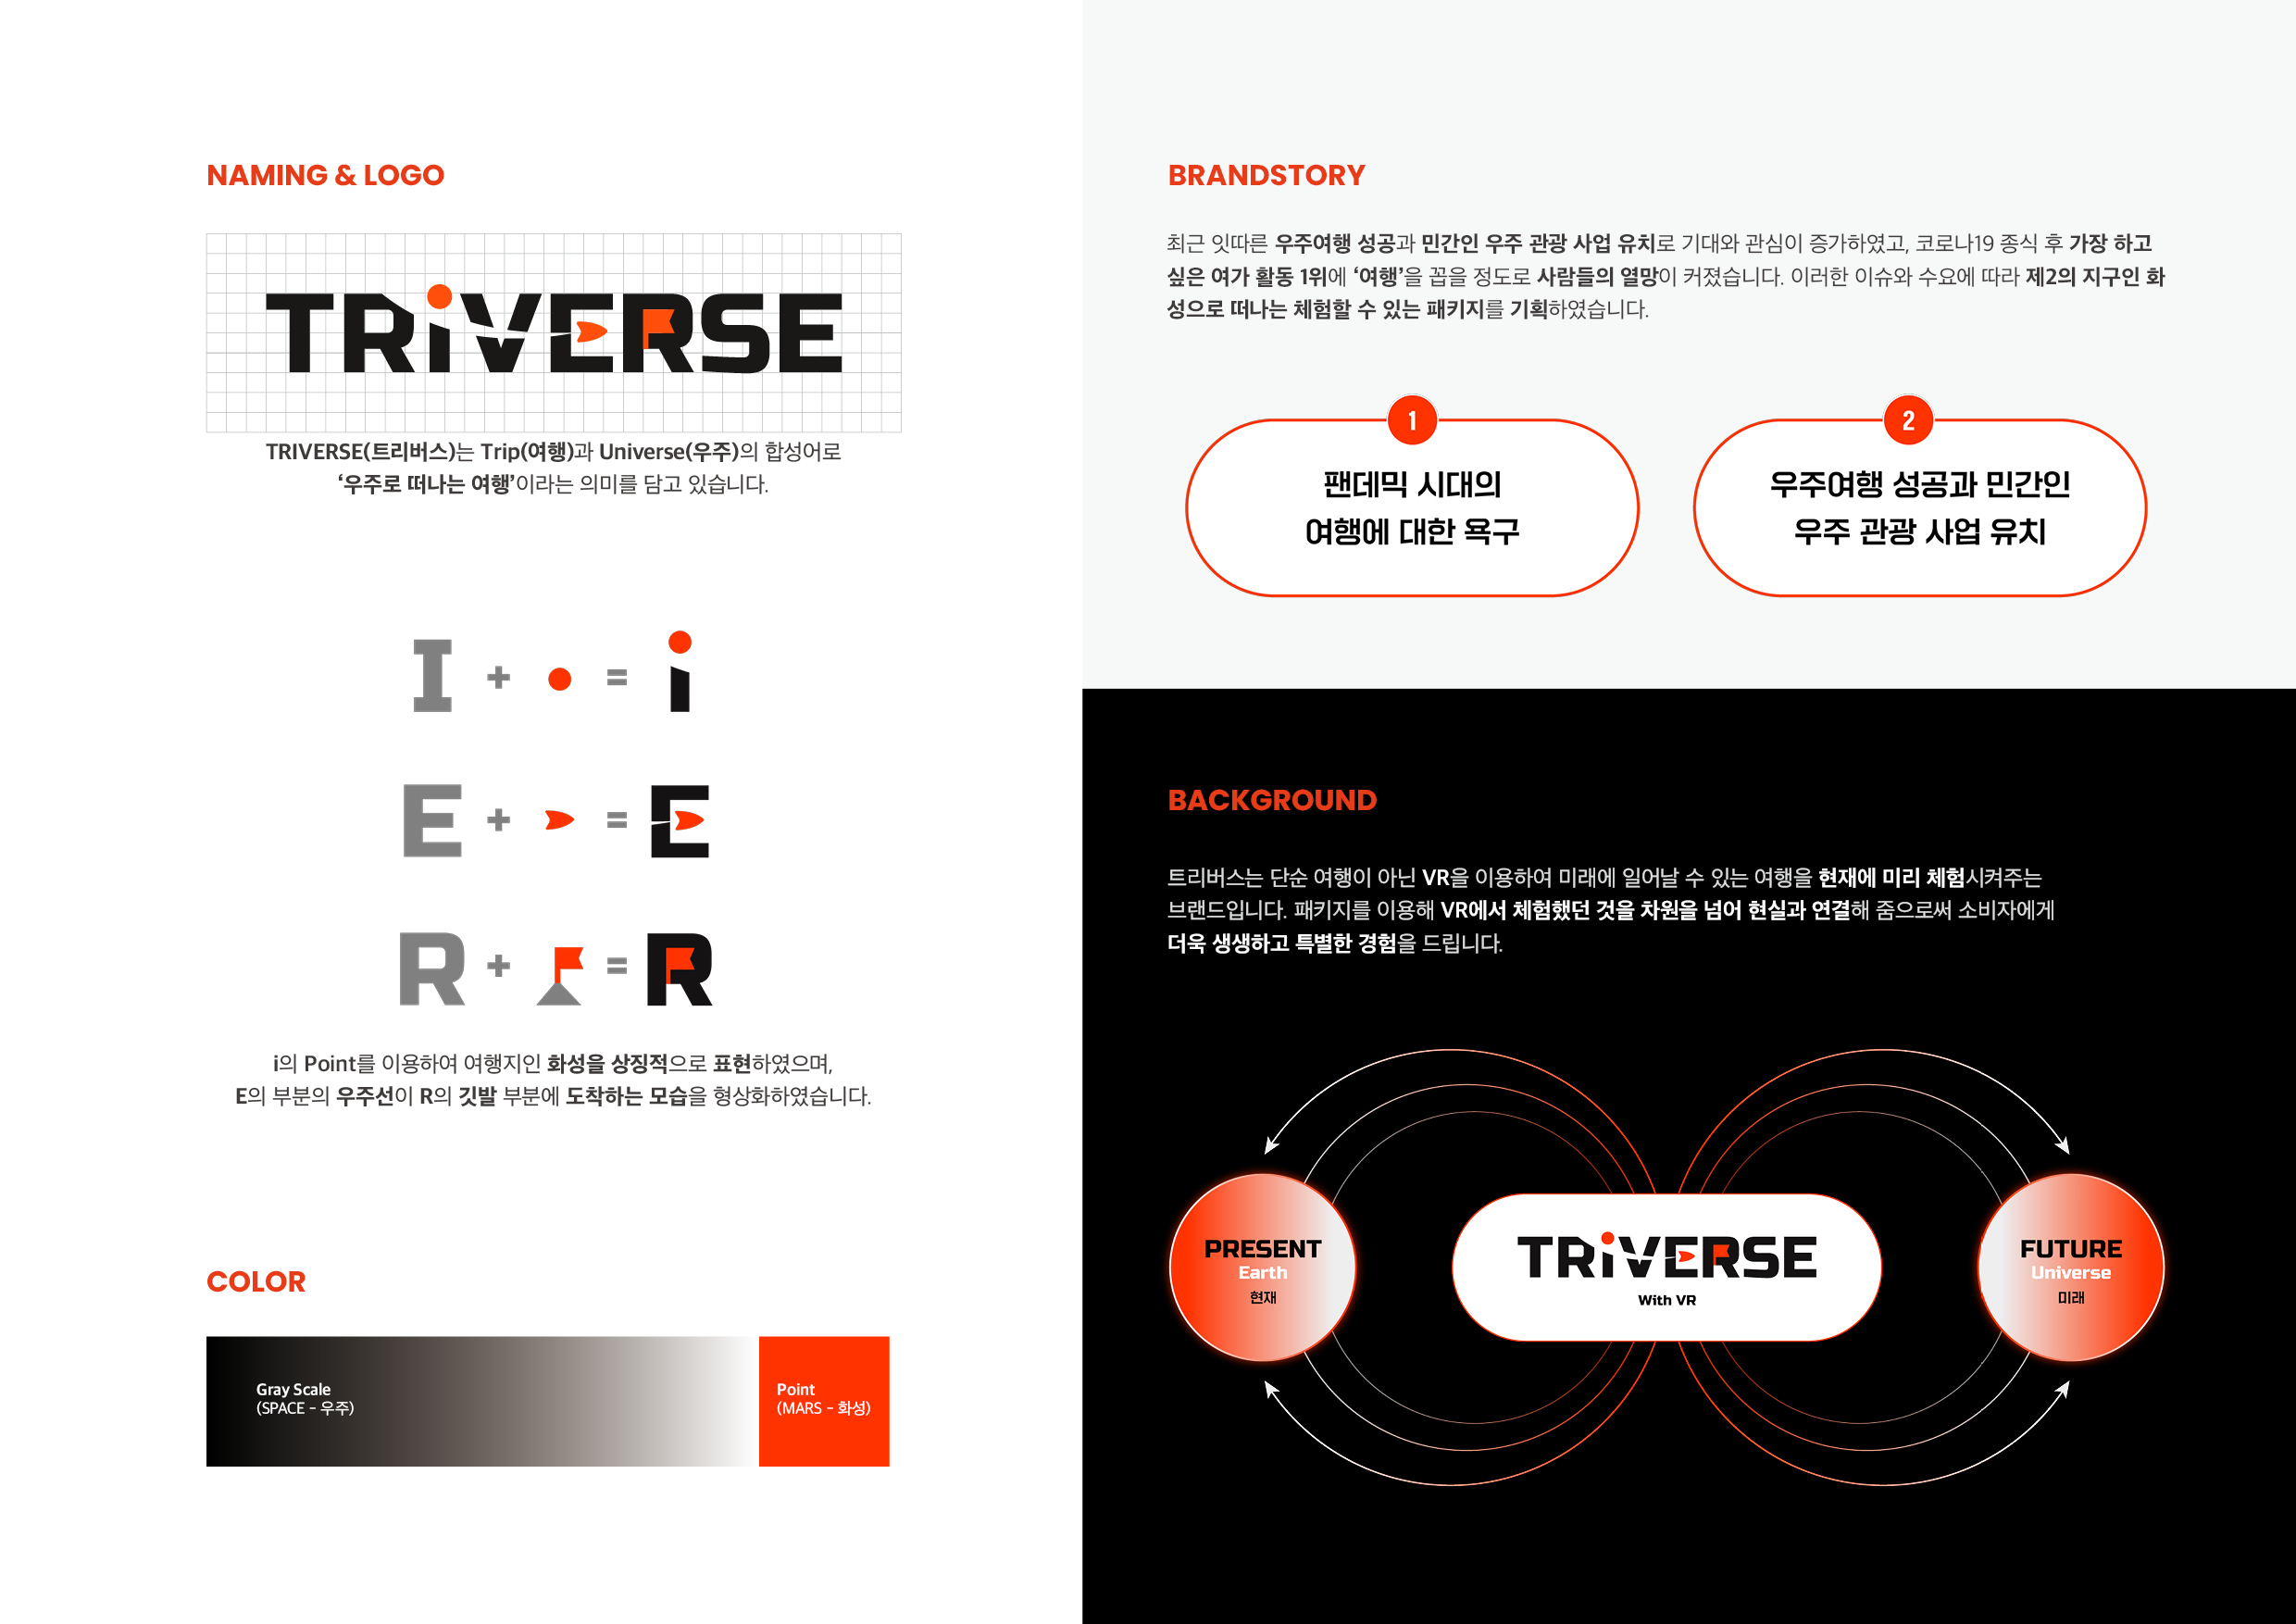 NAMING & LOGO
TRiVERSE
TRIVERSE(트리버스)는 Trip(여행)과 Universe(우주)의 합성어로
‘우주로 떠나는 여행’이라는 의미를 담고 있습니다.
I + = i
E + = E
R + = R
i의 Point를 이용하여 여행지인 화성을 상징적으로 표현하였으며,
E의 부분의 우주선이 R의 깃발 부분에 도착하는 모습을 형상화하였습니다.
COLOR
Gray Scale
(SPACE - 우주)
Point
(MARS - 화성)
BRANDSTORY
최근 잇따른 우주여행 성공과 민간인 우주 관광 사업 유치로 기대와 관심이 증가하였고, 코로나19 종식 후 가장 하고
싶은 여가 활동 1위에 ‘여행’을 꼽을 정도로 사람들의 열망이 커졌습니다. 이러한 이슈와 수요에 따라 제2의 지구인 화
성으로 떠나는 체험할 수 있는 패키지를 기획하였습니다.
1
팬데믹 시대의
여행에 대한 욕구
2
우주여행 성공과 민간인
우주 관광 사업 유치
BACKGROUND
트리버스는 단순 여행이 아닌 VR을 이용하여 미래에 일어날 수 있는 여행을 현재에 미리 체험시켜주는
브랜드입니다. 패키지를 이용해 VR에서 체험했던 것을 차원을 넘어 현실과 연결해 줌으로써 소비자에게
더욱 생생하고 특별한 경험을 드립니다.
PRESENT
Earth
현재
TRiVERSE
With VR
FUTURE
Universe
미래